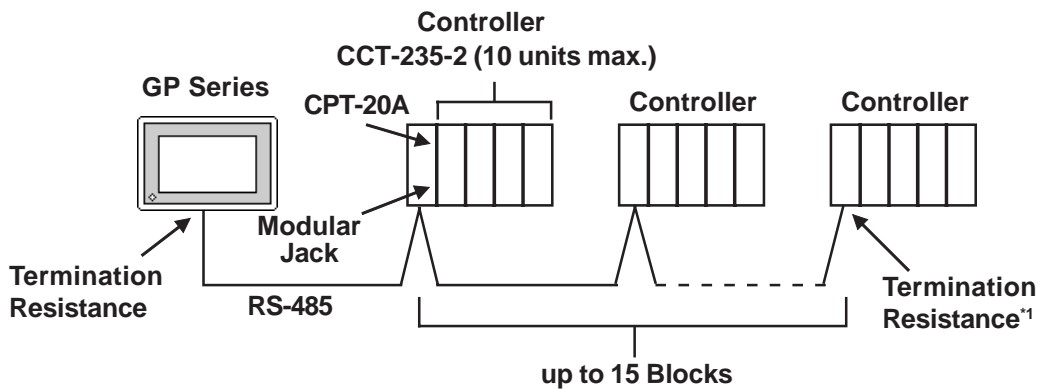 Controller
CCT-235-2 (10 units max.)
GP Series
CPT-20A
Controller
Controller
Modular
Jack
Termination
Resistance
RS-485
Termination
Resistance*1
up to 15 Blocks